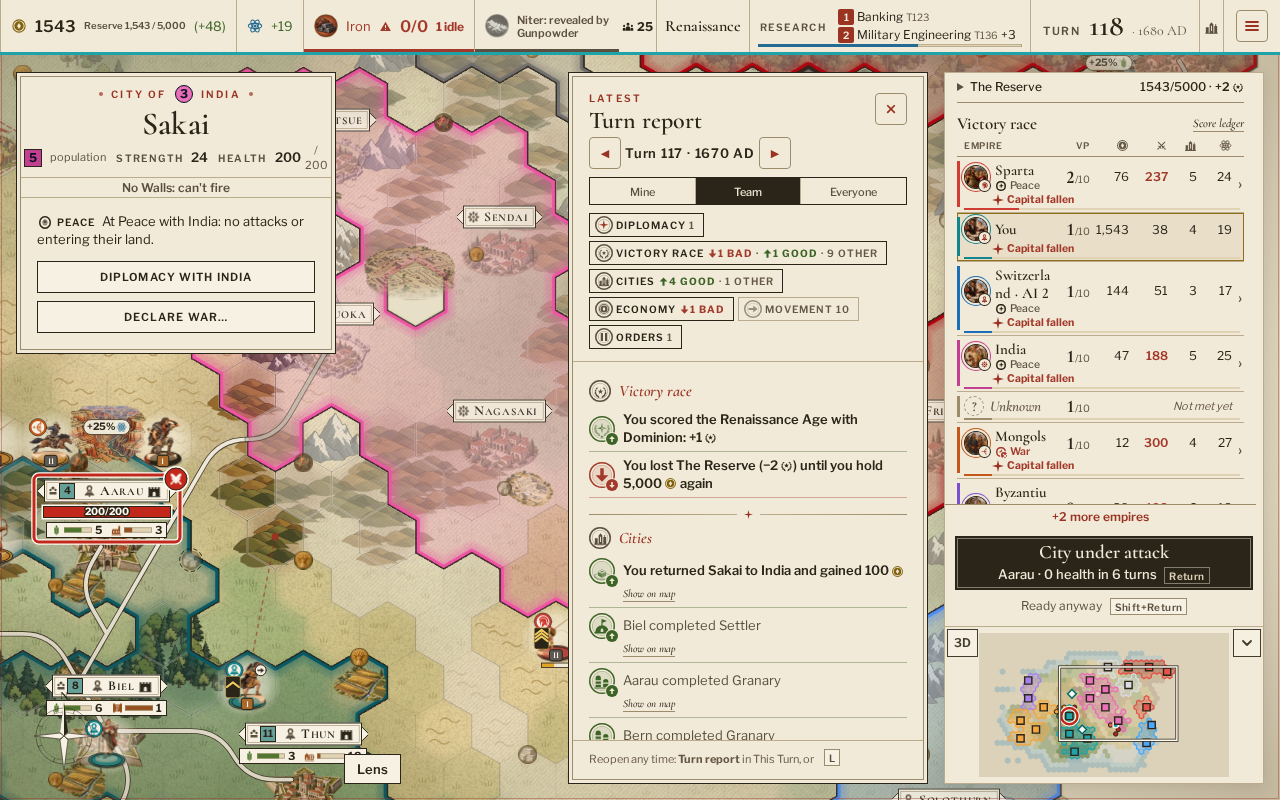 1543 Reserve 1,543 / 5,000 (+48)
+19
Iron 0/0 1 idle
Niter: revealed by
Gunpowder
25
Renaissance
RESEARCH
1 Banking T123
2 Military Engineering T136 +3
TURN 118 · 1680 AD
CITY OF 3 INDIA
Sakai
5 population STRENGTH 24 HEALTH 200 / 200
No Walls: can't fire
PEACE At Peace with India: no attacks or
entering their land.
DIPLOMACY WITH INDIA
DECLARE WAR...
SENDAI
NAGASAKI
+25%
+25%
II
I
4 AARAU
200/200
5 3
8 BIEL
6 1
I
11 THUN
3
II
Lens
LATEST
Turn report
Turn 117 · 1670 AD
Mine
Team
Everyone
DIPLOMACY 1
VICTORY RACE 1 BAD · 1 GOOD · 9 OTHER
CITIES 4 GOOD · 1 OTHER
ECONOMY 1 BAD
MOVEMENT 10
ORDERS 1
Victory race
You scored the Renaissance Age with
Dominion: +1
You lost The Reserve (−2) until you hold
5,000 again
Cities
You returned Sakai to India and gained 100
Show on map
Biel completed Settler
Show on map
Aarau completed Granary
Show on map
Bern completed Granary
Reopen any time: Turn report in This Turn, or L
The Reserve 1543/5000 · +2
Victory race
Score ledger
EMPIRE VP
Sparta 2/10 76 237 5 24
Peace
Capital fallen
You 1/10 1,543 38 4 19
Capital fallen
Switzerla
nd · AI 2 1/10 144 51 3 17
Peace
Capital fallen
India 1/10 47 188 5 25
Peace
Capital fallen
? Unknown 1/10 Not met yet
Mongols 1/10 12 300 4 27
War
Capital fallen
Byzantiu
+2 more empires
City under attack
Aarau · 0 health in 6 turns Return
Ready anyway Shift+Return
3D